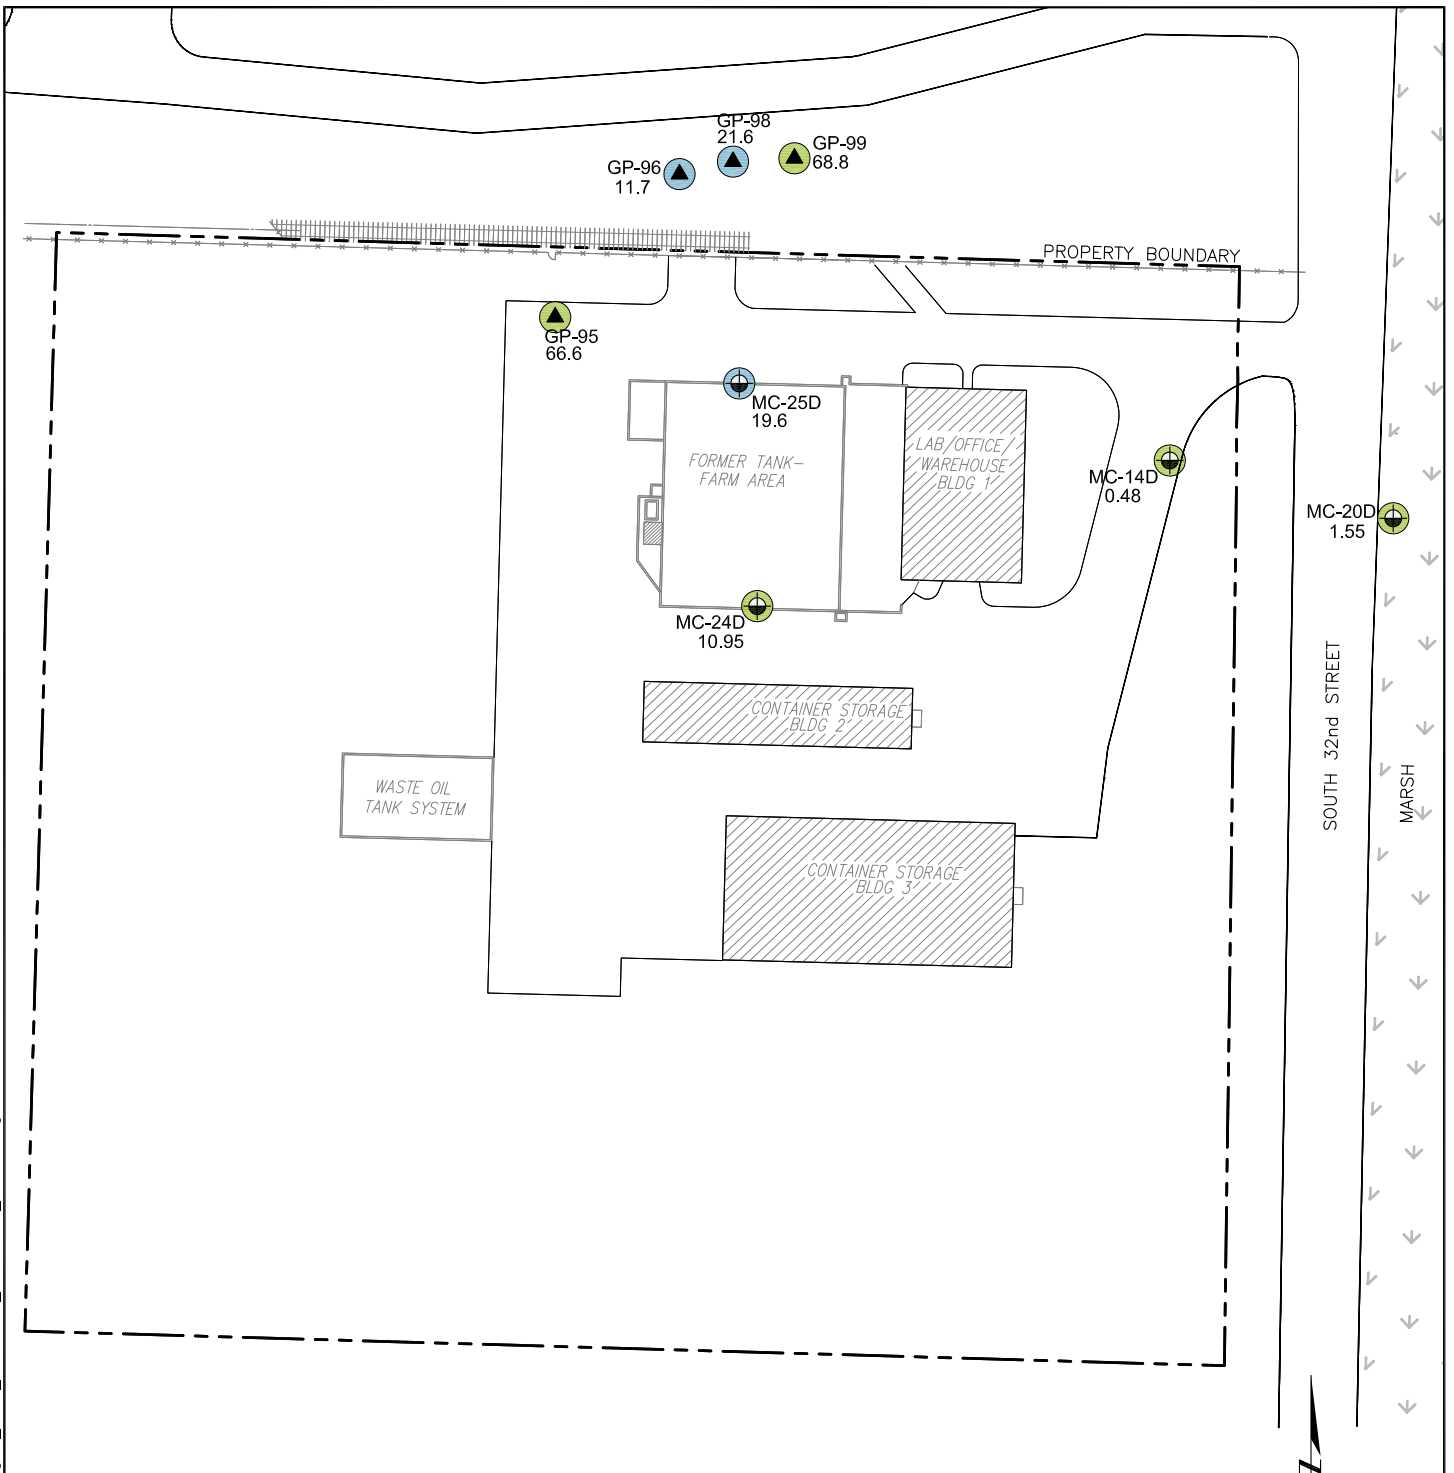 GP-98
21.6
GP-99
68.8
GP-96
11.7
PROPERTY BOUNDARY
GP-95
66.6
MC-25D
19.6
FORMER TANK-
FARM AREA
LAB/OFFICE/
WAREHOUSE
BLDG 1
MC-14D
0.48
MC-20D
1.55
MC-24D
10.95
CONTAINER STORAGE
BLDG 2
WASTE OIL
TANK SYSTEM
SOUTH 32nd STREET
MARSH
CONTAINER STORAGE
BLDG 3